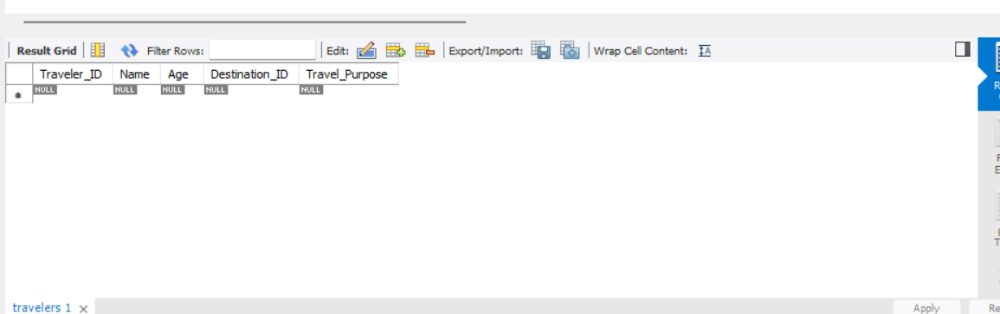 Result Grid Filter Rows: Edit: Export/Import: Wrap Cell Content: IA
Traveler_ID Name Age Destination_ID Travel_Purpose
NULL NULL NULL NULL NULL
travelers 1 Apply